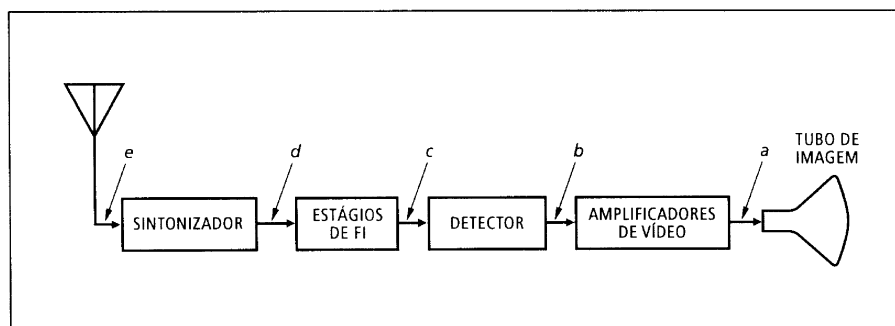 e
d
c
b
a
TUBO DE
IMAGEM
SINTONIZADOR
ESTÁGIOS
DE FI
DETECTOR
AMPLIFICADORES
DE VÍDEO